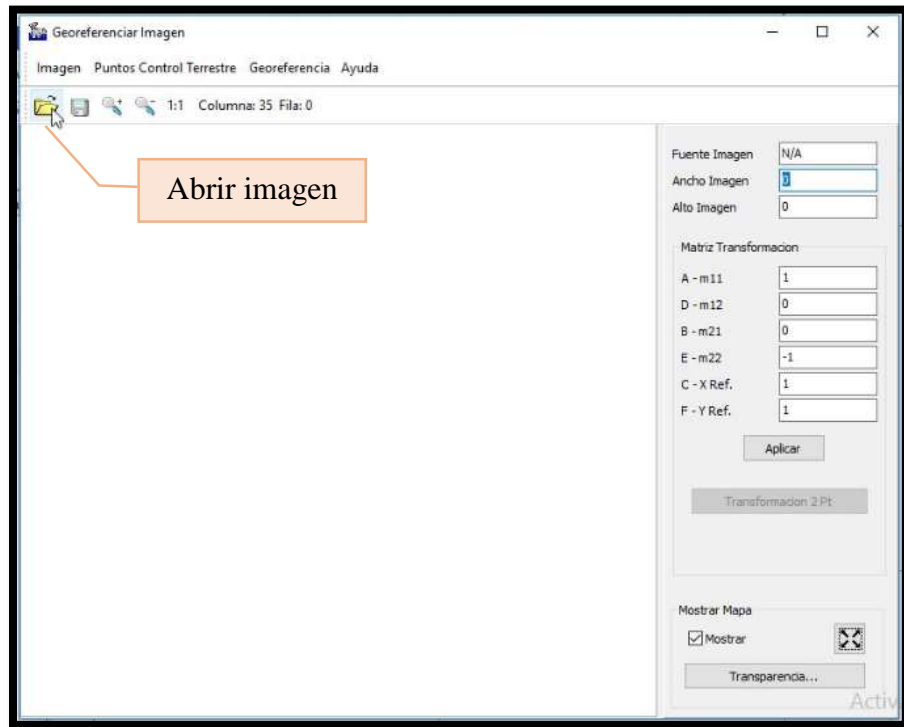 Georeferenciar Imagen
Imagen Puntos Control Terrestre Georeferencia Ayuda
1:1 Columna: 35 Fila: 0
Abrir imagen
Fuente Imagen N/A
Ancho Imagen 0
Alto Imagen 0
Matriz Transformacion
A - m11 1
D - m12 0
B - m21 0
E - m22 -1
C - X Ref. 1
F - Y Ref. 1
Aplicar
Transformacion 2 Pt
Mostrar Mapa
Mostrar
Transparencia...
Activ